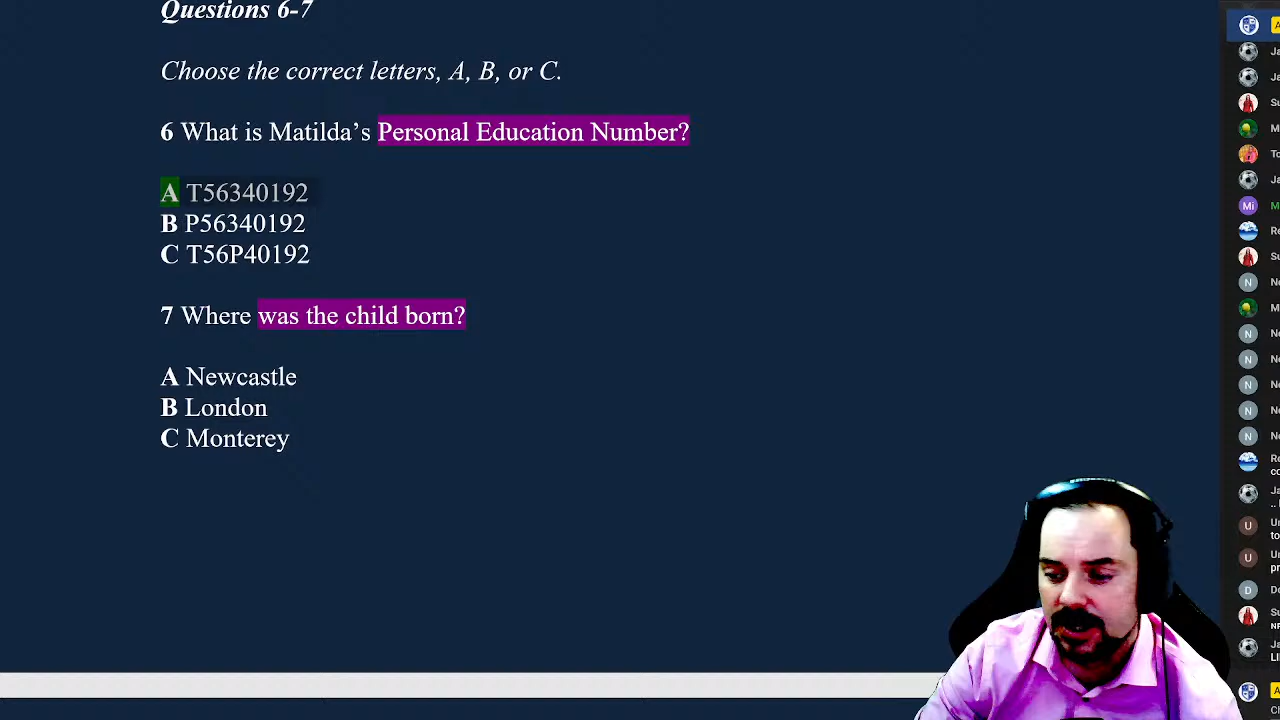 Questions 6-7
Choose the correct letters, A, B, or C.
6 What is Matilda’s Personal Education Number?
A T56340192
B P56340192
C T56P40192
7 Where was the child born?
A Newcastle
B London
C Monterey